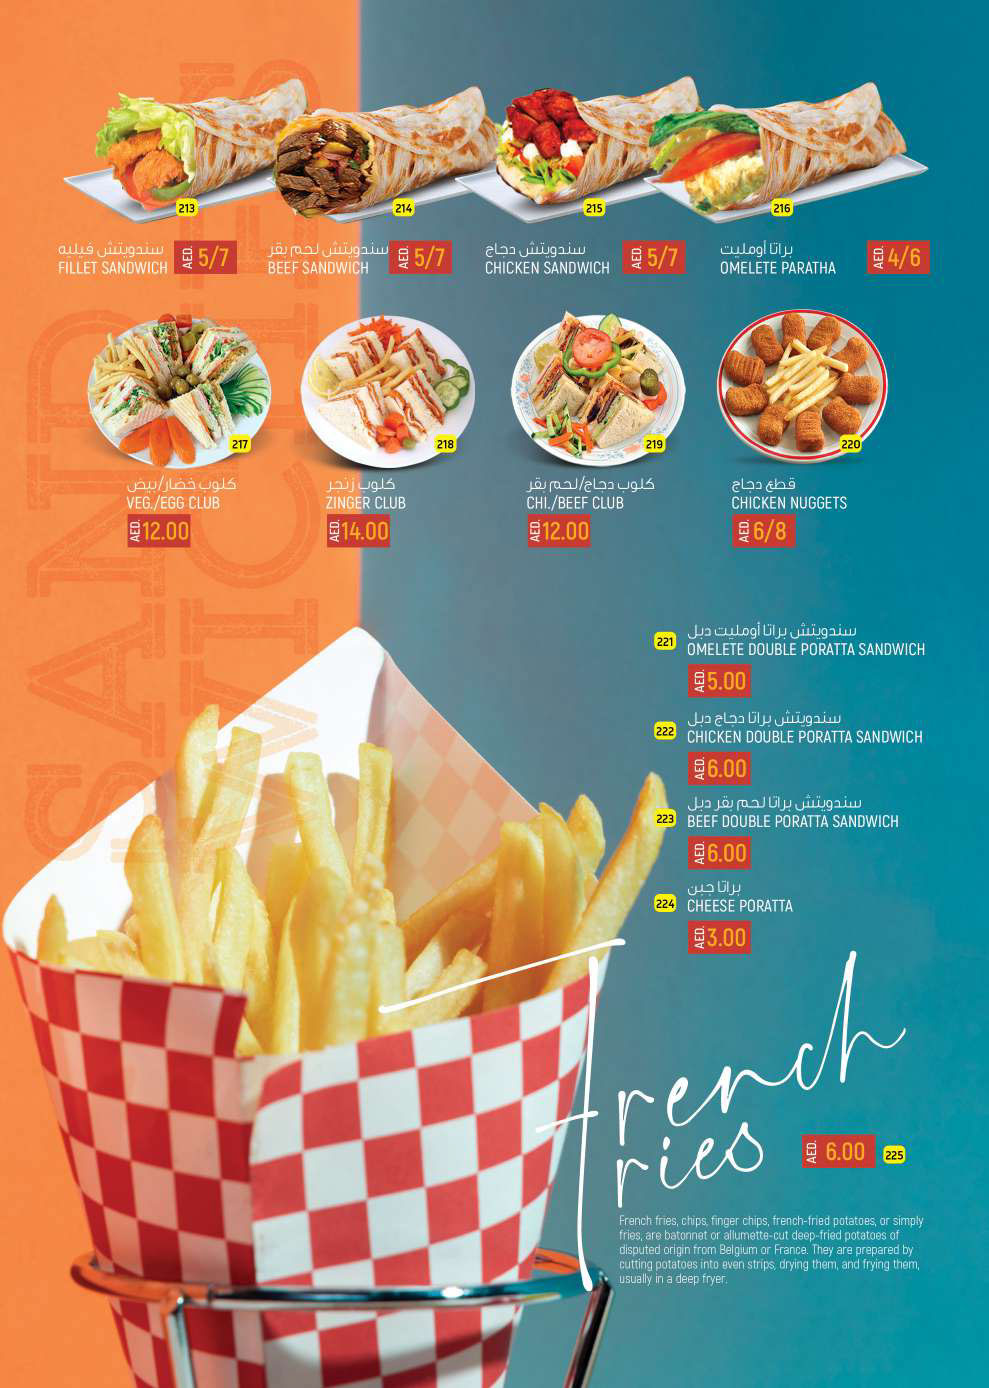 SAND
WICHES
213
214
215
216
سندويتش فيليه
FILLET SANDWICH
AED. 5/7
سندويتش لحم بقر
BEEF SANDWICH
AED. 5/7
سندويتش دجاج
CHICKEN SANDWICH
AED. 5/7
براتا أومليت
OMELETE PARATHA
AED. 4/6
217
218
219
220
كلوب خضار/بيض
VEG./EGG CLUB
AED. 12.00
كلوب زنجر
ZINGER CLUB
AED. 14.00
كلوب دجاج/لحم بقر
CHI./BEEF CLUB
AED. 12.00
قطع دجاج
CHICKEN NUGGETS
AED. 6/8
221
سندويتش براتا أومليت دبل
OMELETE DOUBLE PORATTA SANDWICH
AED. 5.00
222
سندويتش براتا دجاج دبل
CHICKEN DOUBLE PORATTA SANDWICH
AED. 6.00
223
سندويتش براتا لحم بقر دبل
BEEF DOUBLE PORATTA SANDWICH
AED. 6.00
224
براتا جبن
CHEESE PORATTA
AED. 3.00
French
Fries
AED. 6.00 225
French fries, chips, finger chips, french-fried potatoes, or simply
fries, are batonnet or allumette-cut deep-fried potatoes of
disputed origin from Belgium or France. They are prepared by
cutting potatoes into even strips, drying them, and frying them,
usually in a deep fryer.